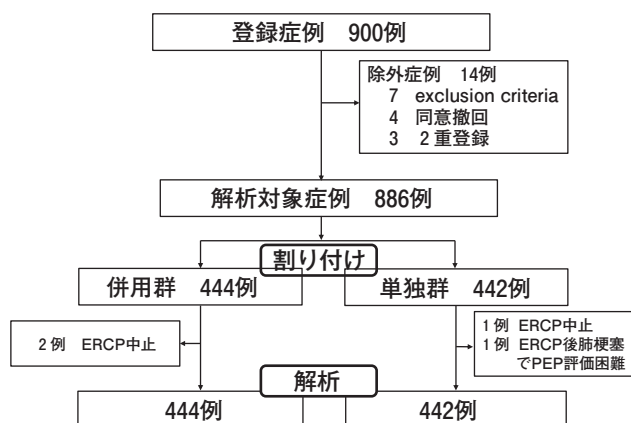 登録症例　900例
除外症例　14例
7　exclusion criteria
4　同意撤回
3　２重登録
解析対象症例　886例
割り付け
併用群　444例
単独群　442例
2例　ERCP中止
1例　ERCP中止
1例　ERCP後肺梗塞
でPEP評価困難
解析
444例
442例